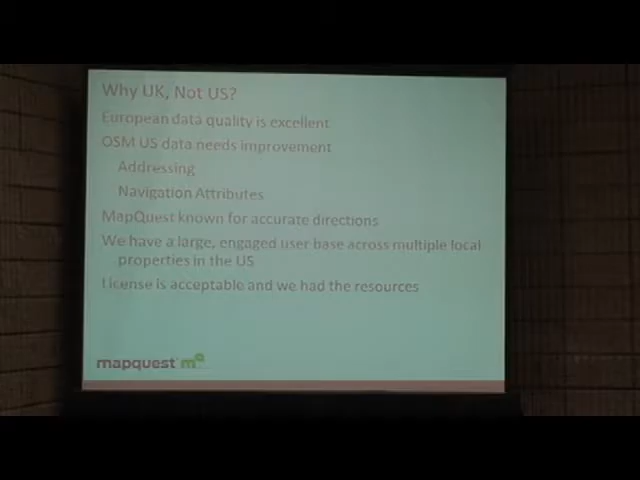 Why UK, Not US?
European data quality is excellent
OSM US data needs improvement
Addressing
Navigation Attributes
MapQuest known for accurate directions
We have a large, engaged user base across multiple local
properties in the US
License is acceptable and we had the resources
mapquest m